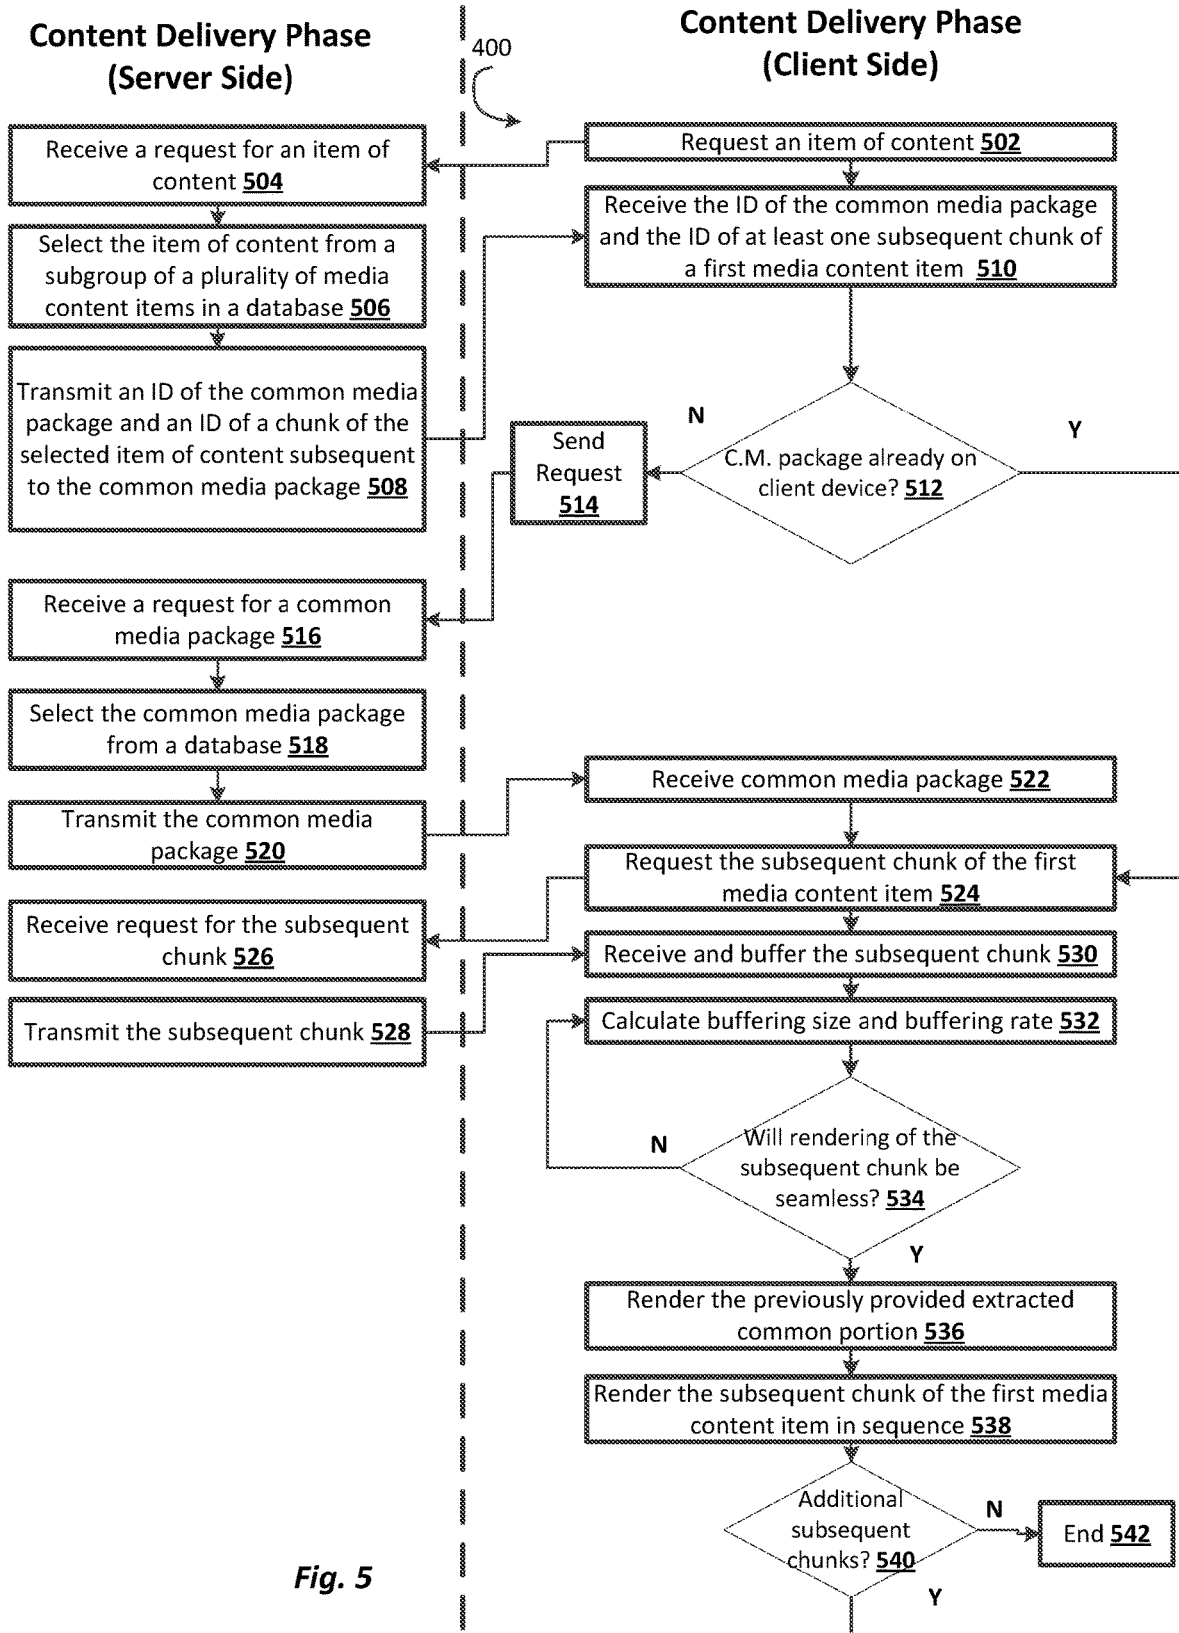 Content Delivery Phase
(Server Side)
400
Content Delivery Phase
(Client Side)
Receive a request for an item of
content 504
Request an item of content 502
Select the item of content from a
subgroup of a plurality of media
content items in a database 506
Receive the ID of the common media package
and the ID of at least one subsequent chunk of
a first media content item 510
Transmit an ID of the common media
package and an ID of a chunk of the
selected item of content subsequent
to the common media package 508
N
Y
Send
Request
514
C.M. package already on
client device? 512
Receive a request for a common
media package 516
Select the common media package
from a database 518
Receive common media package 522
Transmit the common media
package 520
Request the subsequent chunk of the first
media content item 524
Receive request for the subsequent
chunk 526
Receive and buffer the subsequent chunk 530
Transmit the subsequent chunk 528
Calculate buffering size and buffering rate 532
N
Will rendering of the
subsequent chunk be
seamless? 534
Y
Render the previously provided extracted
common portion 536
Render the subsequent chunk of the first media
content item in sequence 538
Additional
subsequent
chunks? 540
N
End 542
Y
Fig. 5